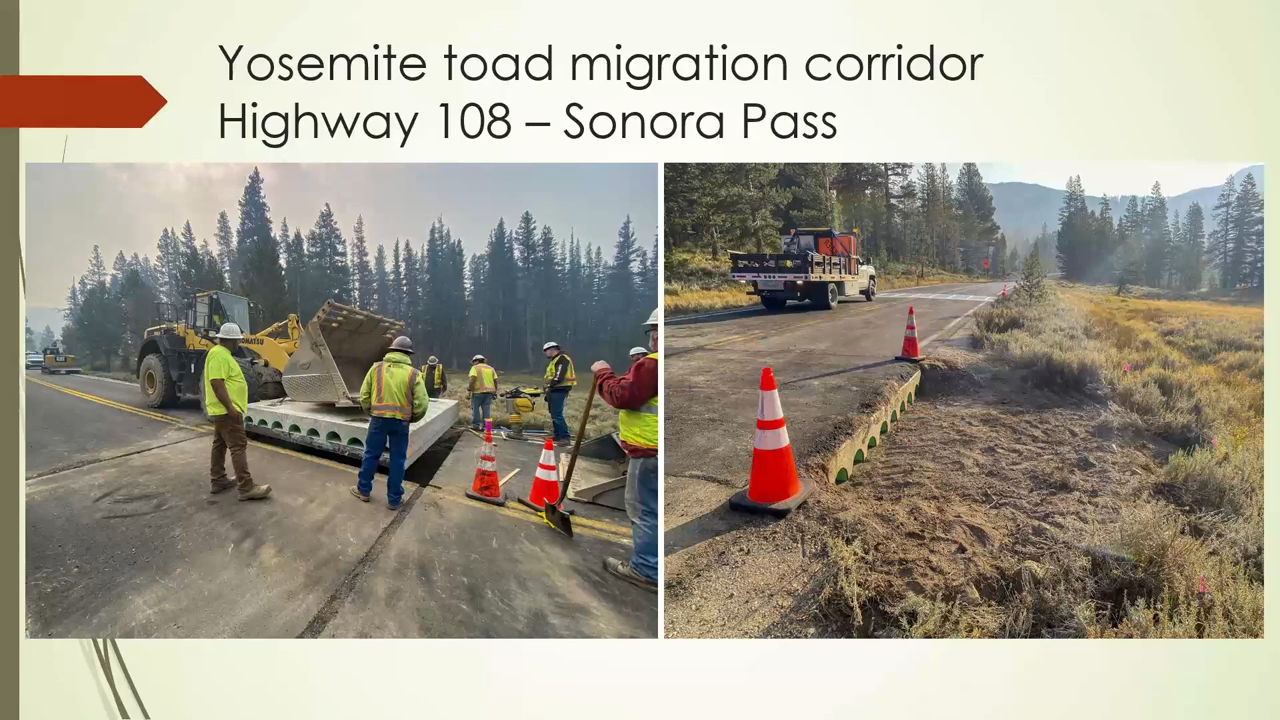 Yosemite toad migration corridor
Highway 108 – Sonora Pass
KOMATSU